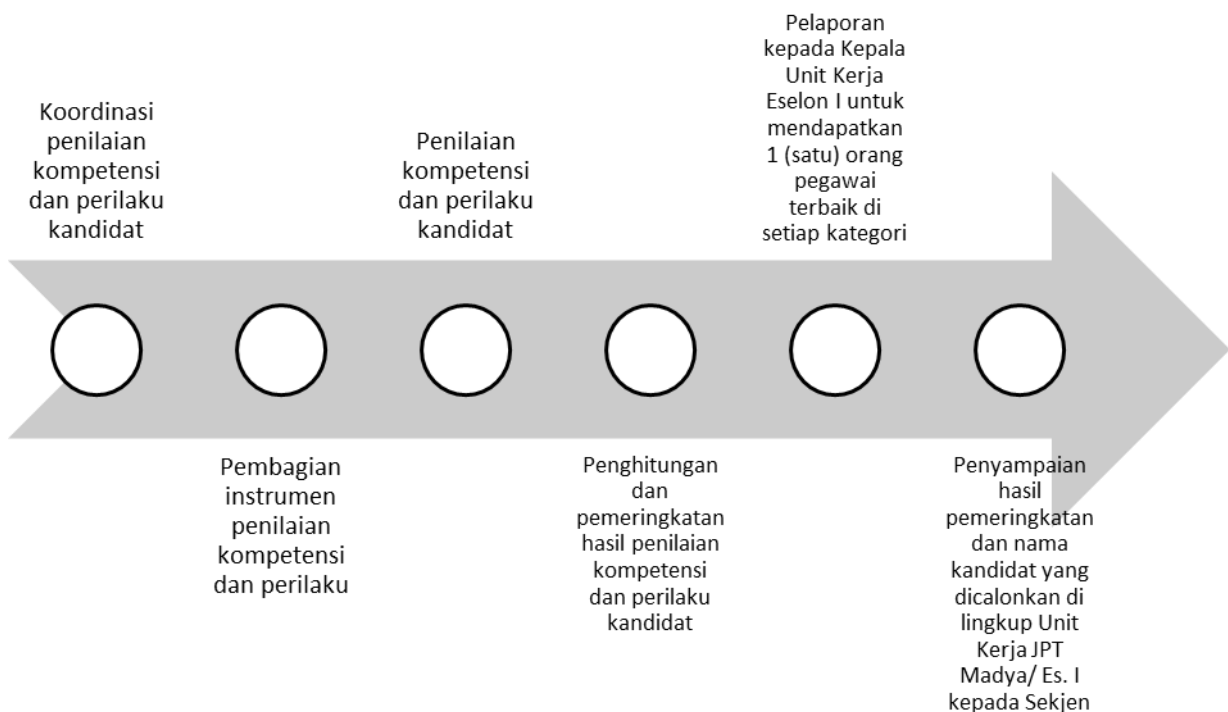 Koordinasi
penilaian
kompetensi
dan perilaku
kandidat
Pembagian
instrumen
penilaian
kompetensi
dan perilaku
Penilaian
kompetensi
dan perilaku
kandidat
Penghitungan
dan
pemeringkatan
hasil penilaian
kompetensi
dan perilaku
kandidat
Pelaporan
kepada Kepala
Unit Kerja
Eselon I untuk
mendapatkan
1 (satu) orang
pegawai
terbaik di
setiap kategori
Penyampaian
hasil
pemeringkatan
dan nama
kandidat yang
dicalonkan di
lingkup Unit
Kerja JPT
Madya/ Es. I
kepada Sekjen